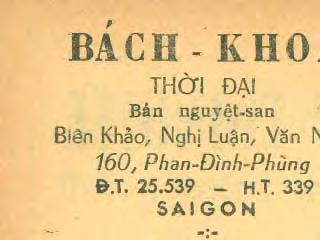 BÁCH - KHOA
THỜI ĐẠI
Bán nguyệt-san
Biên Khảo, Nghị Luận, Văn N
160, Phan-Đình-Phùng
Đ.T. 25.539 — H.T. 339
SAIGON
-:-